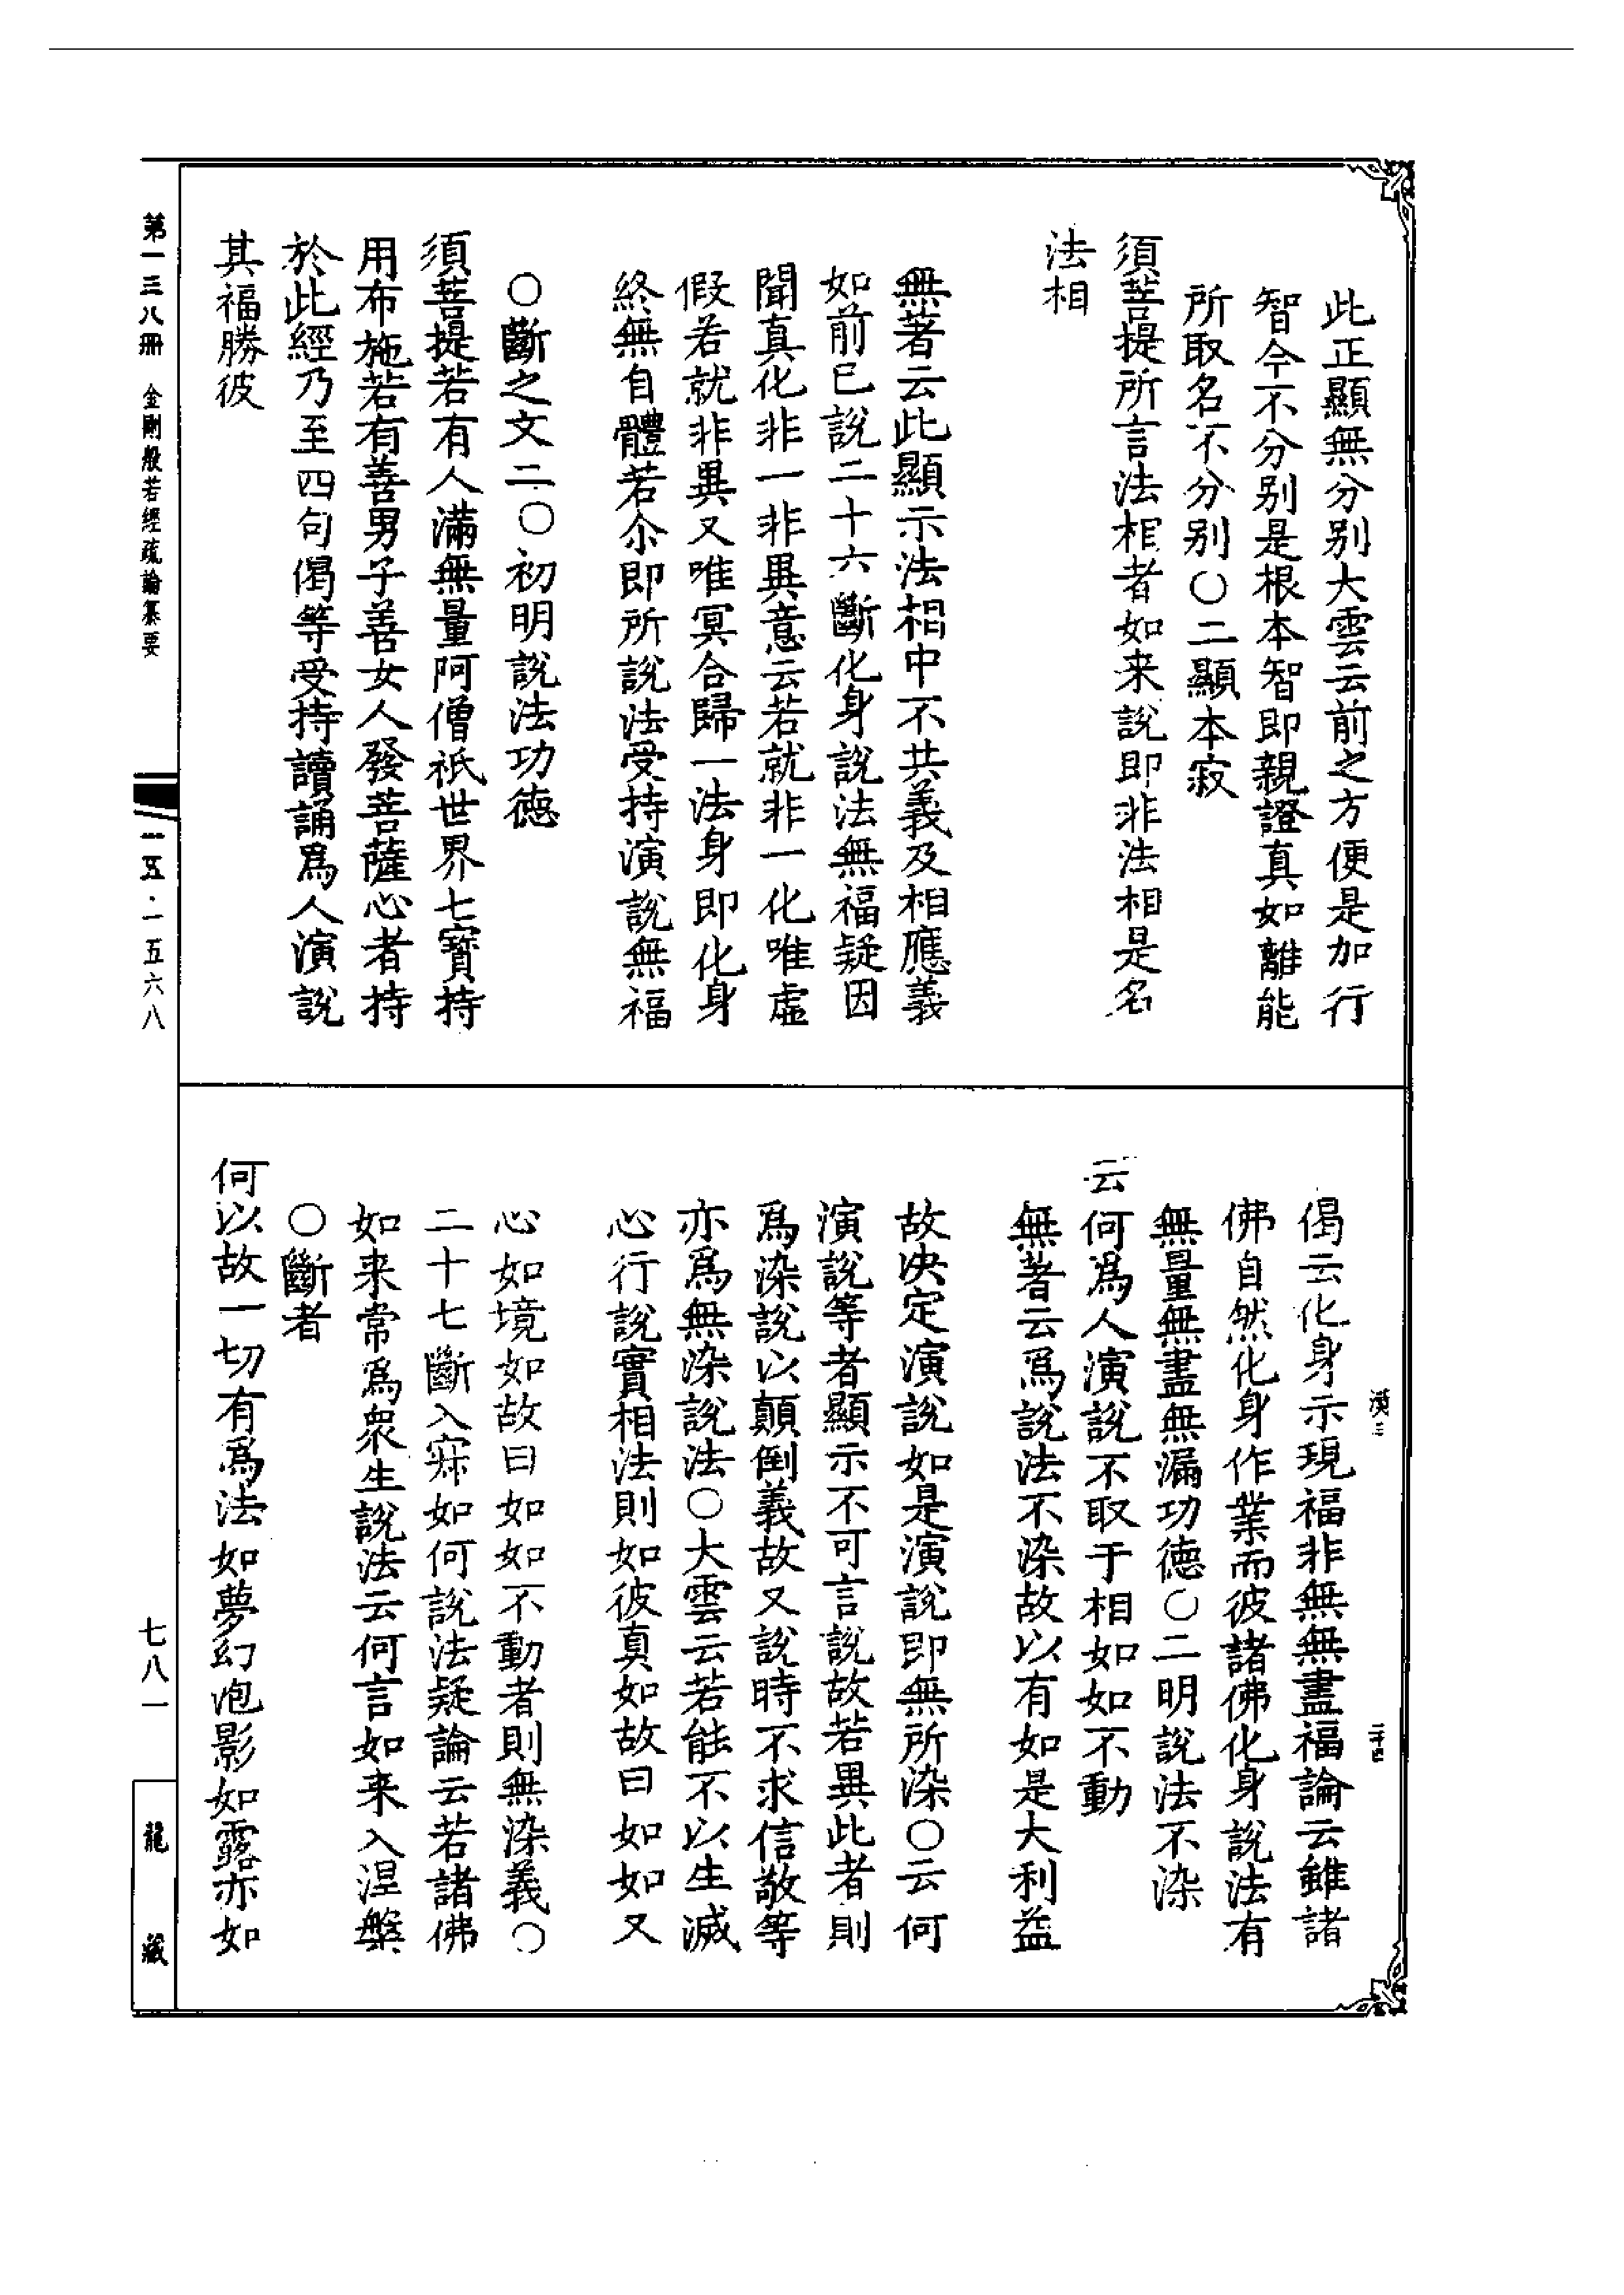 此正顯無分别大雲云前之方便是加行
智今不分别是根本智即親證真如離能
所取名不分别○二顯本寂
須菩提所言法相者如来說即非法相是名
法相
無著云此顯示法相中不共義及相應義
如前已說二十六斷化身說法無福疑因
聞真化非一非異意云若就非一化唯虛
假若就非異又唯冥合歸一法身即化身
終無自體若尒即所說法受持演說無福
○斷之文二○初明說法功德
須菩提若有人滿無量阿僧祇世界七寶持
用布施若有善男子善女人發菩薩心者持
於此經乃至四句偈等受持讀誦爲人演說
其福勝彼
偈云化身示現福非無無盡福論云雖諸
佛自然化身作業而彼諸佛化身說法有
無量無盡無漏功德○二明說法不染
云何爲人演說不取于相如如不動
無著云爲說法不染故以有如是大利益
故决定演說如是演說即無所染○云何
演說等者顯示不可言說故若異此者則
爲染說以顛倒義故又說時不求信敬等
亦爲無染說法○大雲云若能不以生滅
心行說實相法則如彼真如故曰如如又
心如境如故曰如如不動者則無染義○
二十七斷入寂如何說法疑論云若諸佛
如来常爲衆生說法云何言如来入涅槃
○斷者
何以故一切有爲法如夢幻泡影如露亦如
第一三八册 金剛般若經疏論纂要
一五·一五六八
七八一
龍藏